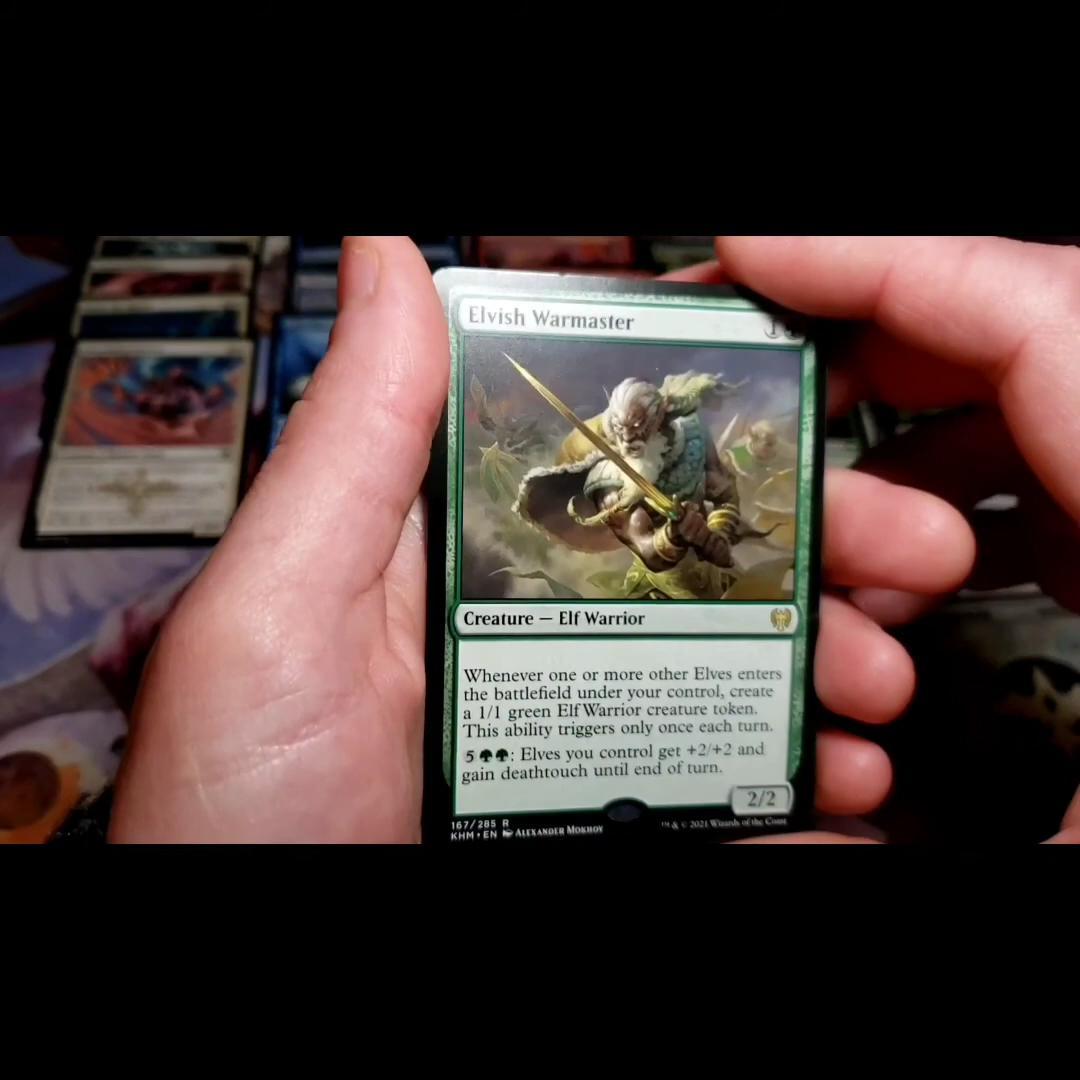 Elvish Warmaster
Creature — Elf Warrior
Whenever one or more other Elves enters
the battlefield under your control, create
a 1/1 green Elf Warrior creature token.
This ability triggers only once each turn.
5 : Elves you control get +2/+2 and
gain deathtouch until end of turn.
2/2
167/285 R
KHM • EN Alexander Mokhov
™ & © 2021 Wizards of the Coast